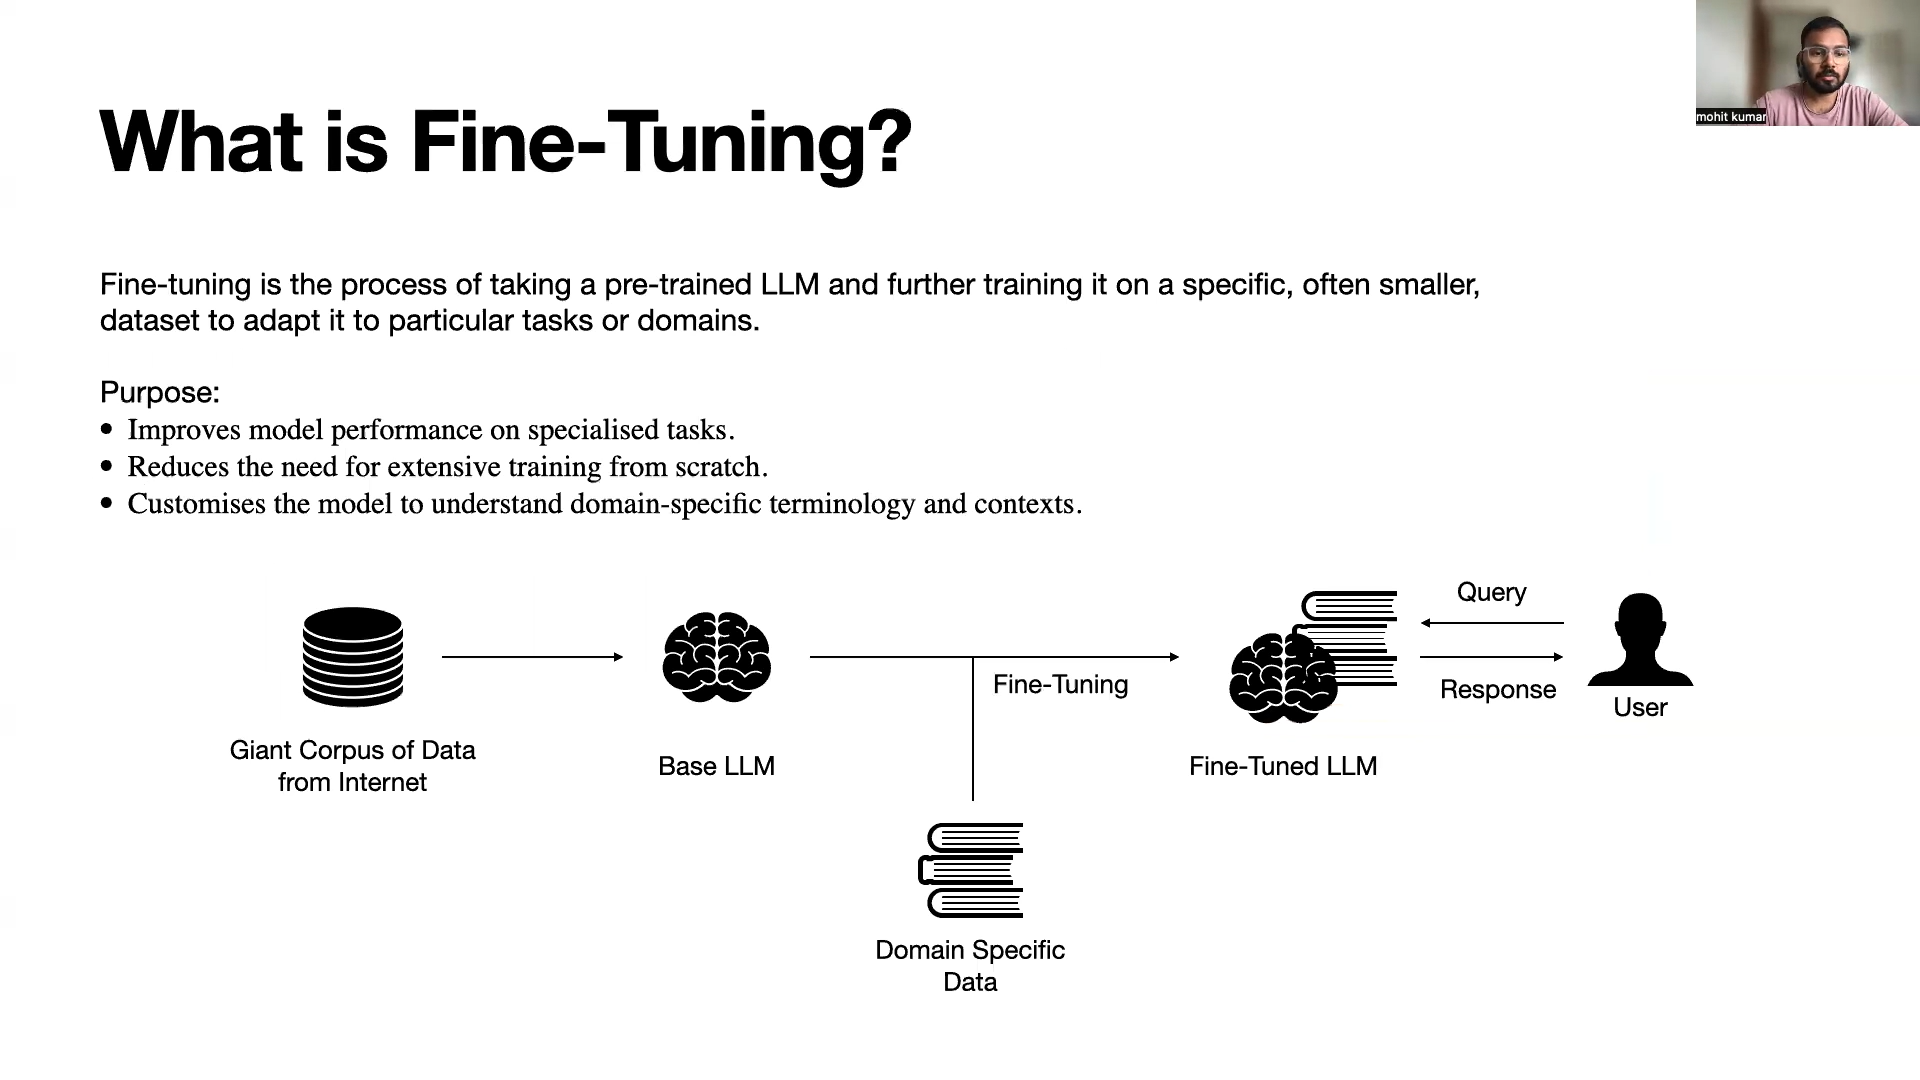 mohit kumar
What is Fine-Tuning?
Fine-tuning is the process of taking a pre-trained LLM and further training it on a specific, often smaller,
dataset to adapt it to particular tasks or domains.
Purpose:
• Improves model performance on specialised tasks.
• Reduces the need for extensive training from scratch.
• Customises the model to understand domain-specific terminology and contexts.
Giant Corpus of Data
from Internet
Base LLM
Fine-Tuning
Domain Specific
Data
Fine-Tuned LLM
Query
Response
User